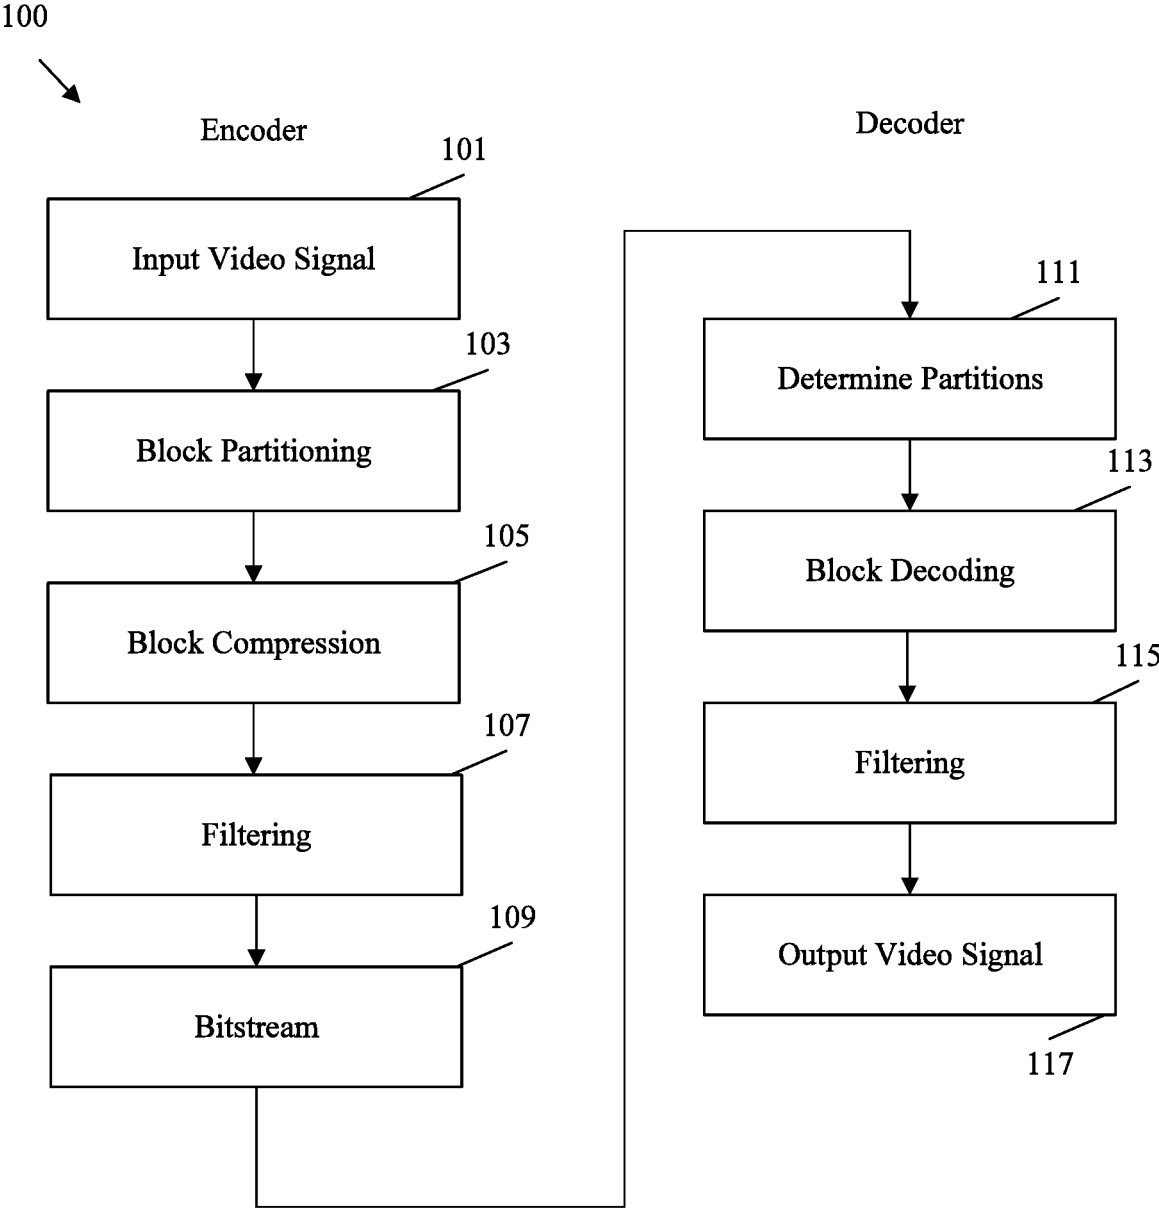 100
Encoder
101
Input Video Signal
103
Block Partitioning
105
Block Compression
107
Filtering
109
Bitstream
Decoder
111
Determine Partitions
113
Block Decoding
115
Filtering
Output Video Signal
117